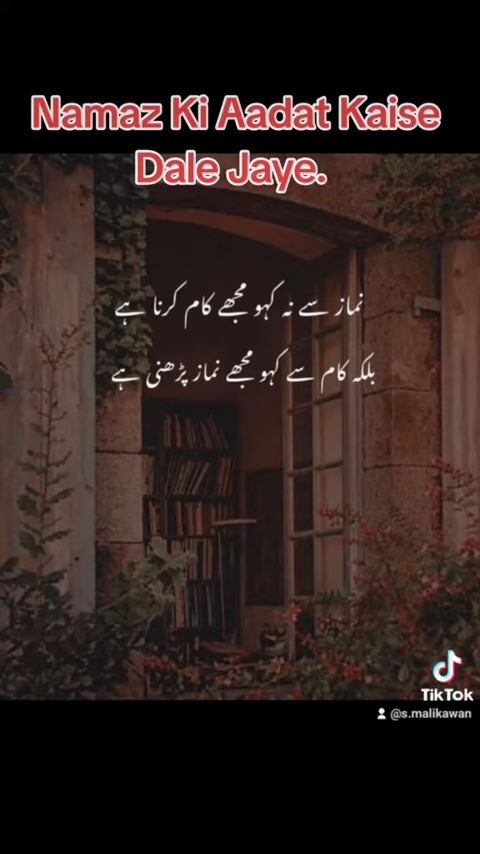 Namaz Ki Aadat Kaise
Dale Jaye.
نماز سے نہ کہو مجھے کام کرنا ہے
بلکہ کام سے کہو مجھے نماز پڑھنی ہے
TikTok
@s.malikawan